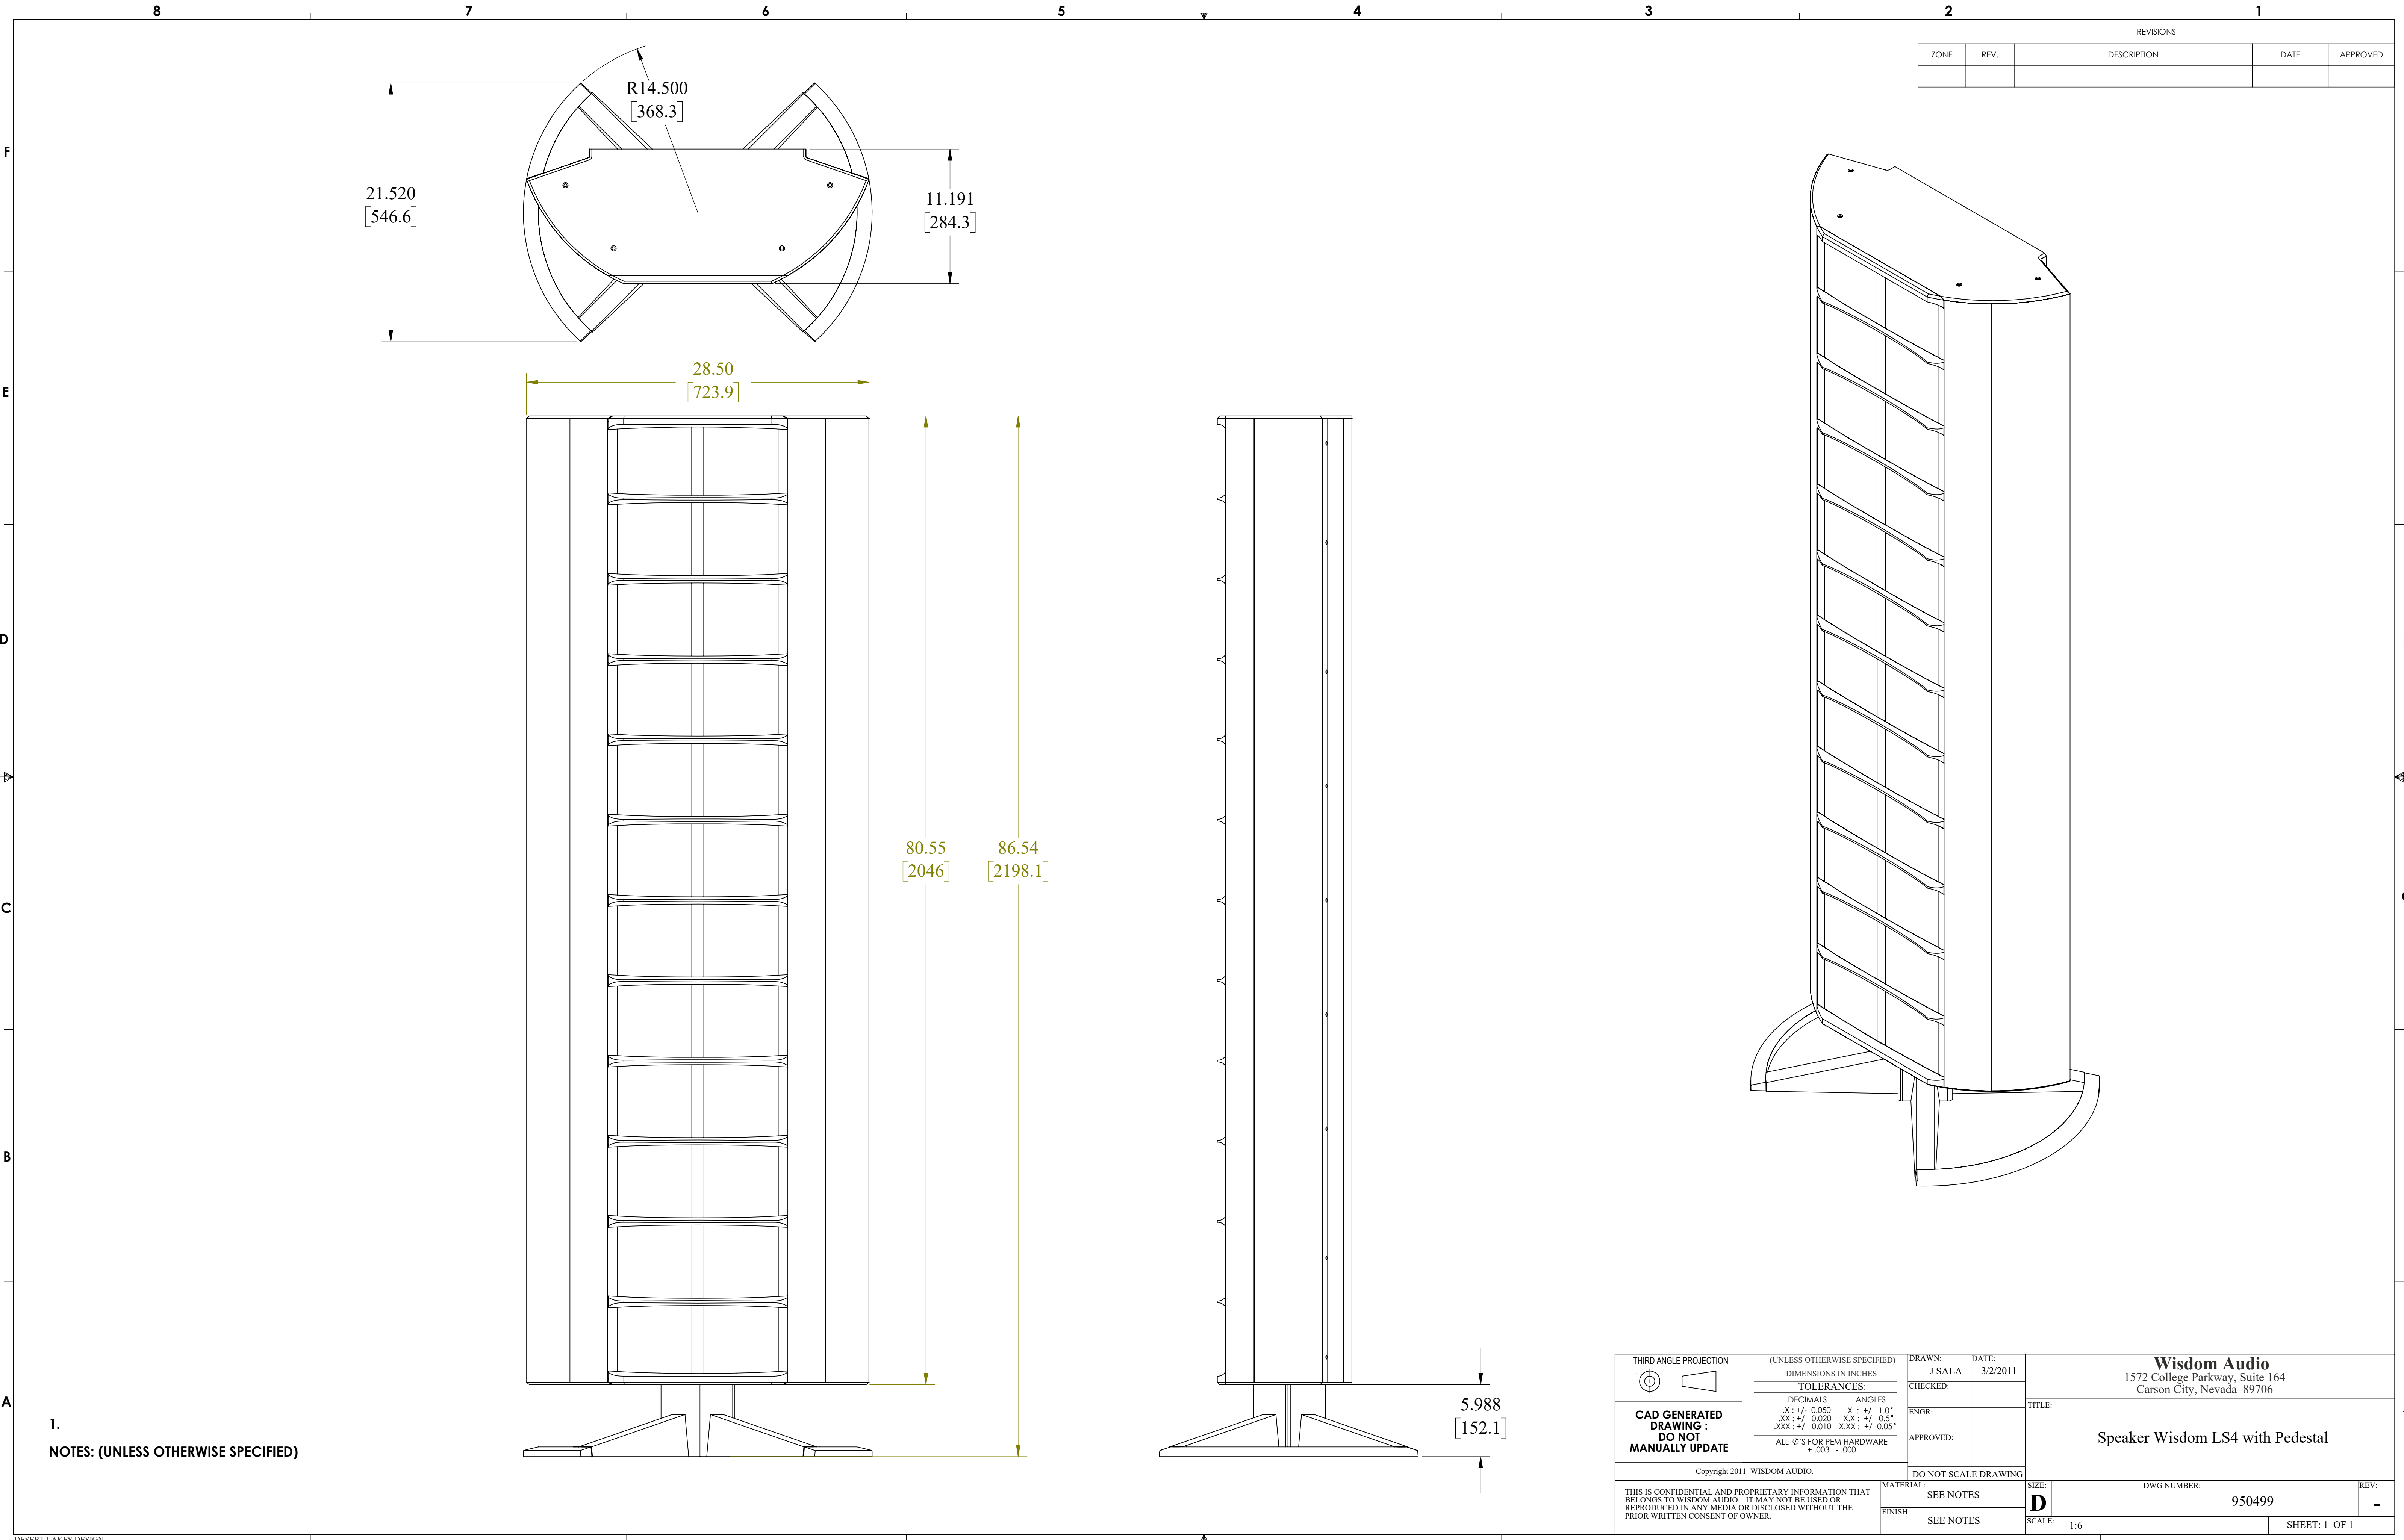 8 7 6 5 4 3 2 1
REVISIONS
ZONE REV. DESCRIPTION DATE APPROVED
-
F
E
D
C
B
A
R14.500
[368.3]
21.520
[546.6]
11.191
[284.3]
28.50
[723.9]
80.55
[2046]
86.54
[2198.1]
5.988
[152.1]
1.
NOTES: (UNLESS OTHERWISE SPECIFIED)
DESERT LAKES DESIGN
THIRD ANGLE PROJECTION
CAD GENERATED
DRAWING :
DO NOT
MANUALLY UPDATE
(UNLESS OTHERWISE SPECIFIED)
DIMENSIONS IN INCHES
TOLERANCES:
DECIMALS ANGLES
.X : +/- 0.050 X : +/- 1.0°
.XX : +/- 0.020 X.X : +/- 0.5°
.XXX : +/- 0.010 X.XX : +/- 0.05°
ALL Ø'S FOR PEM HARDWARE
+ .003 - .000
Copyright 2011 WISDOM AUDIO.
THIS IS CONFIDENTIAL AND PROPRIETARY INFORMATION THAT
BELONGS TO WISDOM AUDIO. IT MAY NOT BE USED OR
REPRODUCED IN ANY MEDIA OR DISCLOSED WITHOUT THE
PRIOR WRITTEN CONSENT OF OWNER.
DRAWN: DATE:
J SALA 3/2/2011
CHECKED:
ENGR:
APPROVED:
DO NOT SCALE DRAWING
MATERIAL:
SEE NOTES
FINISH:
SEE NOTES
Wisdom Audio
1572 College Parkway, Suite 164
Carson City, Nevada 89706
TITLE:
Speaker Wisdom LS4 with Pedestal
SIZE: DWG NUMBER: REV:
D 950499 -
SCALE: 1:6 SHEET: 1 OF 1